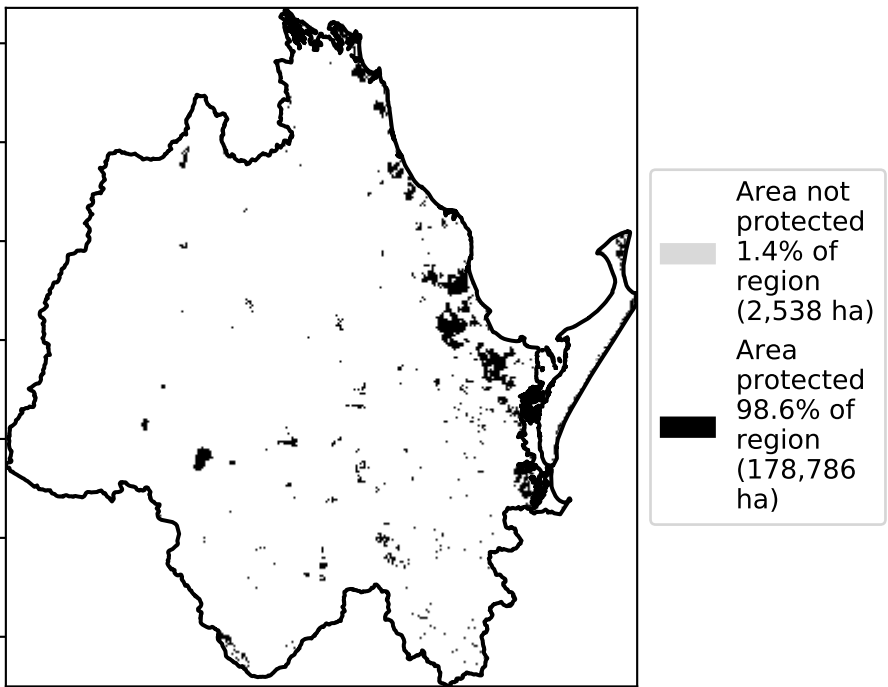 Area not
protected
1.4% of
region
(2,538 ha)
Area
protected
98.6% of
region
(178,786
ha)